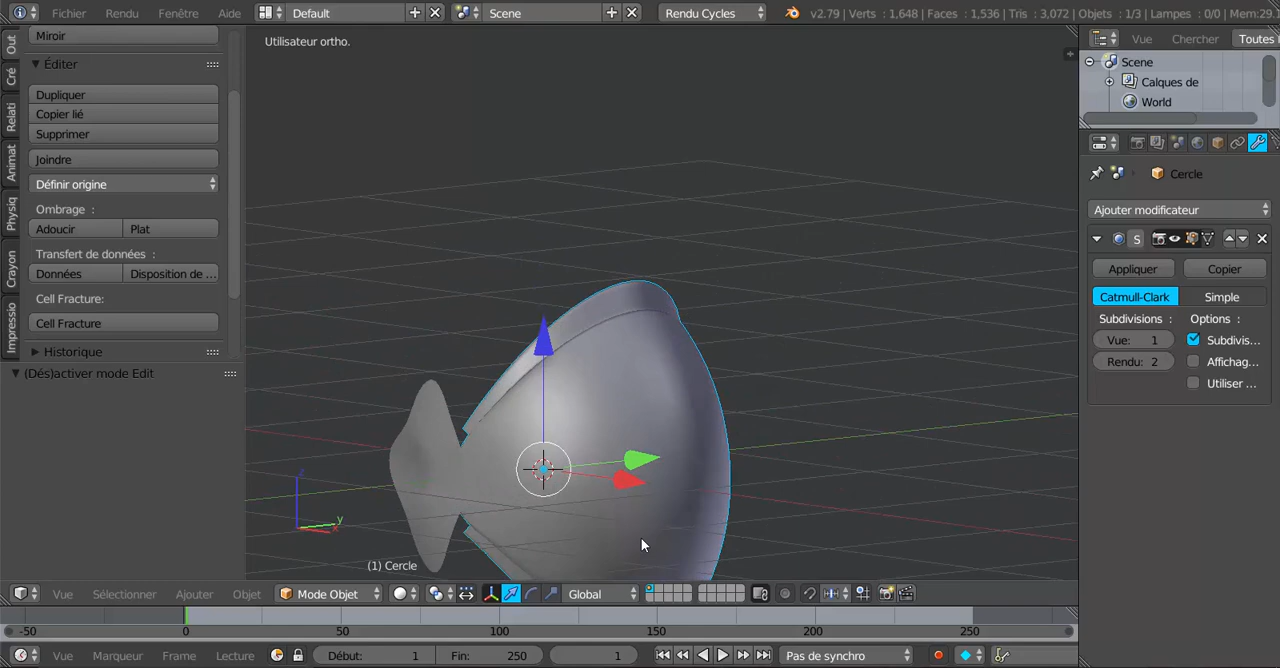 Fichier Rendu Fenêtre Aide Default Scene Rendu Cycles v2.79 | Verts : 1,648 | Faces : 1,536 | Tris : 3,072 | Objets : 1/3 | Lampes : 0/0 | Mem:29.1
Utilisateur ortho.
Vue Chercher Toutes
Scene
Calques de
World
Out
Cré
Relati
Animat
Physiq
Crayon
Impressio
Miroir
Éditer
Dupliquer
Copier lié
Supprimer
Joindre
Définir origine
Ombrage :
Adoucir Plat
Transfert de données :
Données Disposition de ...
Cell Fracture:
Cell Fracture
Historique
(Dés)activer mode Edit
Cercle
Ajouter modificateur
S
Appliquer Copier
Catmull-Clark Simple
Subdivisions : Options :
Vue: 1 Subdivis...
Rendu: 2 Affichag...
Utiliser ...
z
y
x
(1) Cercle
Vue Sélectionner Ajouter Objet Mode Objet Global
-50 0 50 100 150 200 250
Vue Marqueur Frame Lecture Début: 1 Fin: 250 1 Pas de synchro